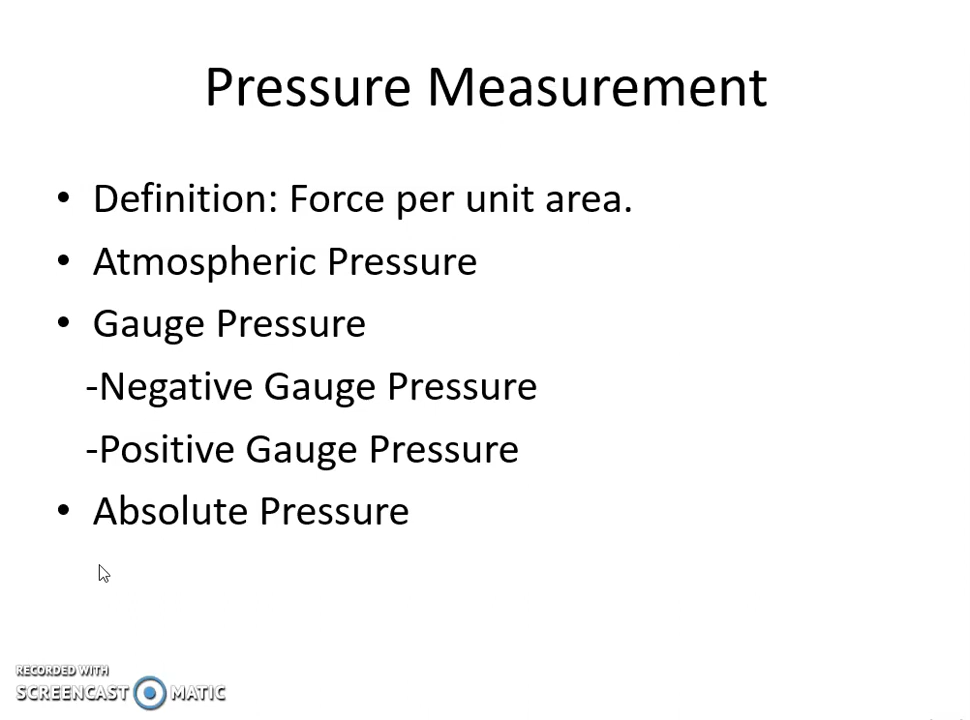 Pressure Measurement
• Definition: Force per unit area.
• Atmospheric Pressure
• Gauge Pressure
-Negative Gauge Pressure
-Positive Gauge Pressure
• Absolute Pressure
RECORDED WITH
SCREENCAST MATIC